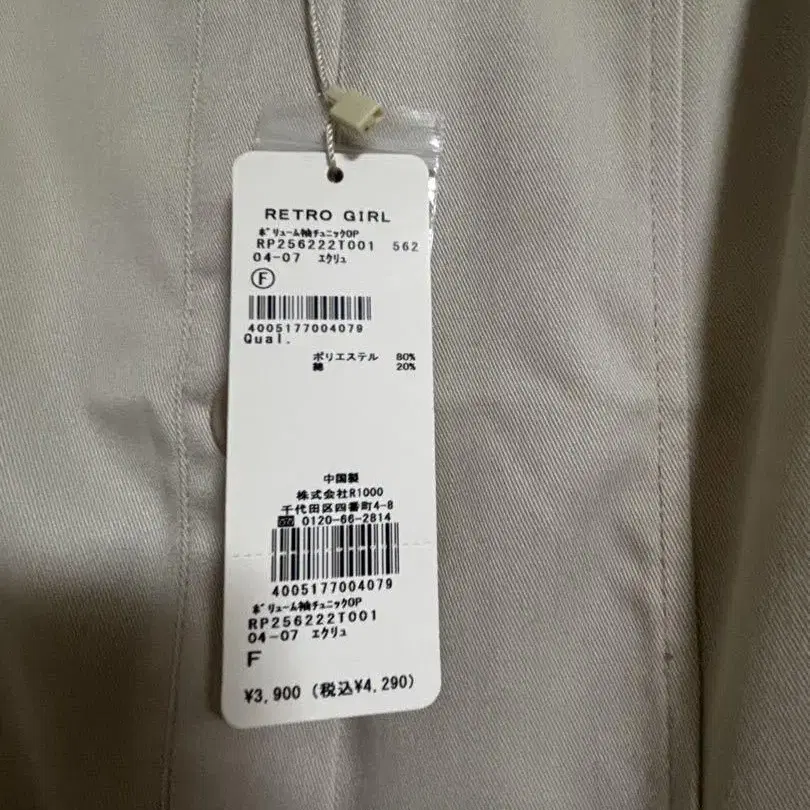 RETRO GIRL
ボリューム袖チュニックOP
RP256222T001 562
04-07 エクリュ
F
4005177004079
Qual.
ポリエステル 80%
綿 20%
中国製
株式会社R1000
千代田区四番町4-8
0120-66-2814
4005177004079
ボリューム袖チュニックOP
RP256222T001
04-07 エクリュ
F
¥3,900 (税込¥4,290)